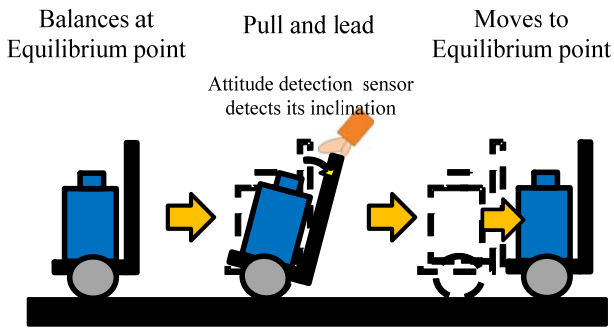 Balances at
Equilibrium point
Pull and lead
Attitude detection sensor
detects its inclination
Moves to
Equilibrium point